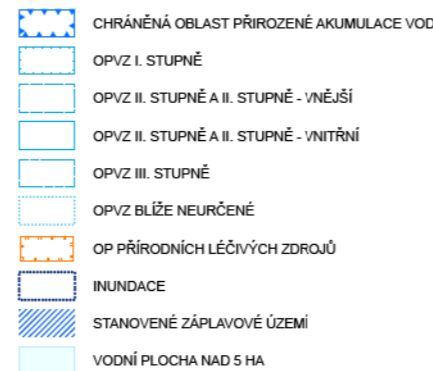 CHRÁNĚNÁ OBLAST PŘIROZENÉ AKUMULACE VOD
OPVZ I. STUPNĚ
OPVZ II. STUPNĚ A II. STUPNĚ - VNĚJŠÍ
OPVZ II. STUPNĚ A II. STUPNĚ - VNITŘNÍ
OPVZ III. STUPNĚ
OPVZ BLÍŽE NEURČENÉ
OP PŘÍRODNÍCH LÉČIVÝCH ZDROJŮ
INUNDACE
STANOVENÉ ZÁPLAVOVÉ ÚZEMÍ
VODNÍ PLOCHA NAD 5 HA